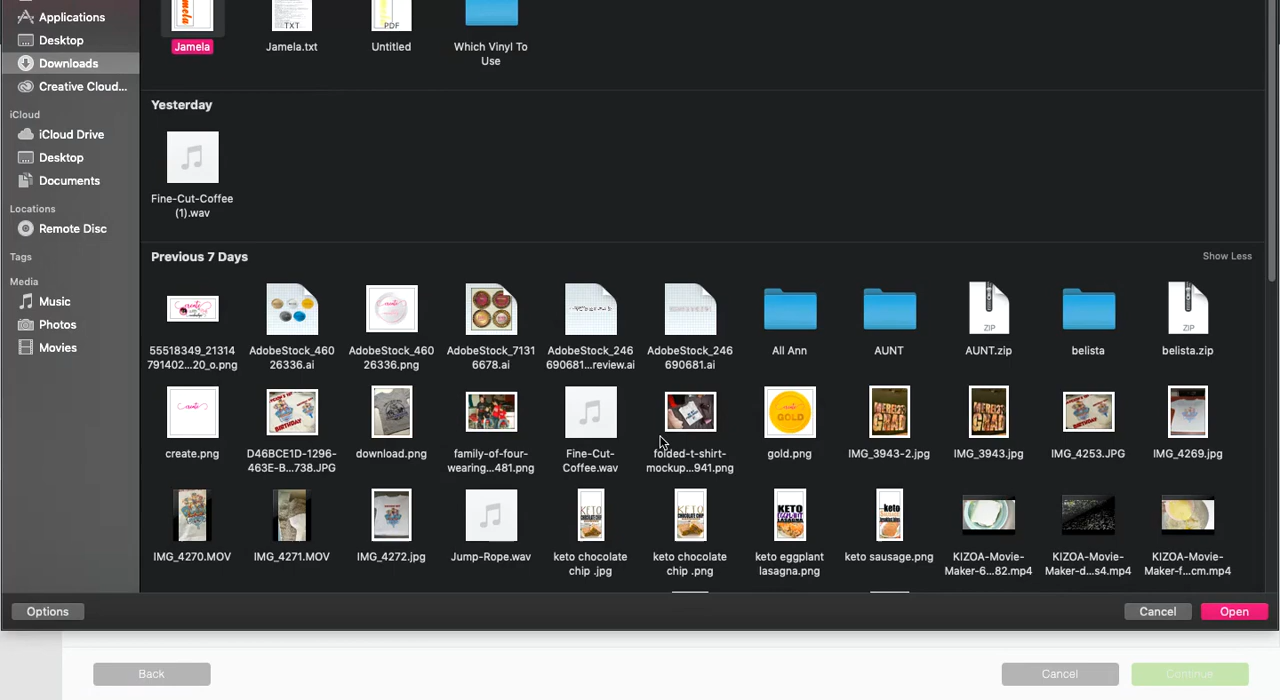 Applications
Desktop
Downloads
Creative Cloud...
iCloud
iCloud Drive
Desktop
Documents
Locations
Remote Disc
Tags
Media
Music
Photos
Movies
TXT
PDF
Jamela
Jamela.txt
Untitled
Which Vinyl To
Use
Yesterday
Fine-Cut-Coffee
(1).wav
Previous 7 Days
Show Less
ZIP
ZIP
55518349_21314
791402...20_o.png
AdobeStock_460
26336.ai
AdobeStock_460
26336.png
AdobeStock_7131
6678.ai
AdobeStock_246
690681...review.ai
AdobeStock_246
690681.ai
All Ann
AUNT
AUNT.zip
belista
belista.zip
create.png
D46BCE1D-1296-
463E-B...738.JPG
download.png
family-of-four-
wearing...481.png
Fine-Cut-
Coffee.wav
folded-t-shirt-
mockup...941.png
gold.png
IMG_3943-2.jpg
IMG_3943.jpg
IMG_4253.JPG
IMG_4269.jpg
IMG_4270.MOV
IMG_4271.MOV
IMG_4272.jpg
Jump-Rope.wav
keto chocolate
chip .jpg
keto chocolate
chip .png
keto eggplant
lasagna.png
keto sausage.png
KIZOA-Movie-
Maker-6...82.mp4
KIZOA-Movie-
Maker-d...s4.mp4
KIZOA-Movie-
Maker-f...cm.mp4
Options
Cancel
Open
Back
Cancel
Continue